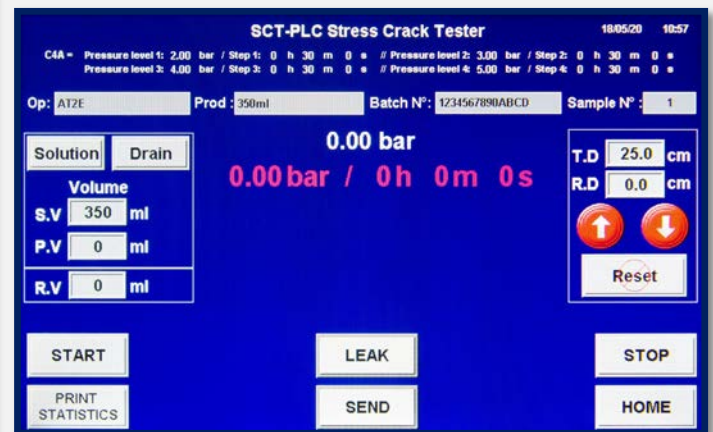 SCT-PLC Stress Crack Tester 18/05/20 10:57
C4A = Pressure level 1: 2.00 bar / Step 1: 0 h 30 m 0 s // Pressure level 2: 3.00 bar / Step 2: 0 h 30 m 0 s
Pressure level 3: 4.00 bar / Step 3: 0 h 30 m 0 s // Pressure level 4: 5.00 bar / Step 4: 0 h 30 m 0 s
Op: AT2E Prod : 350ml Batch N°: 1234567890ABCD Sample N° : 1
Solution Drain 0.00 bar T.D 25.0 cm
Volume 0.00 bar / 0 h 0 m 0 s R.D 0.0 cm
S.V 350 ml
P.V 0 ml
R.V 0 ml Reset
START LEAK STOP
PRINT STATISTICS SEND HOME